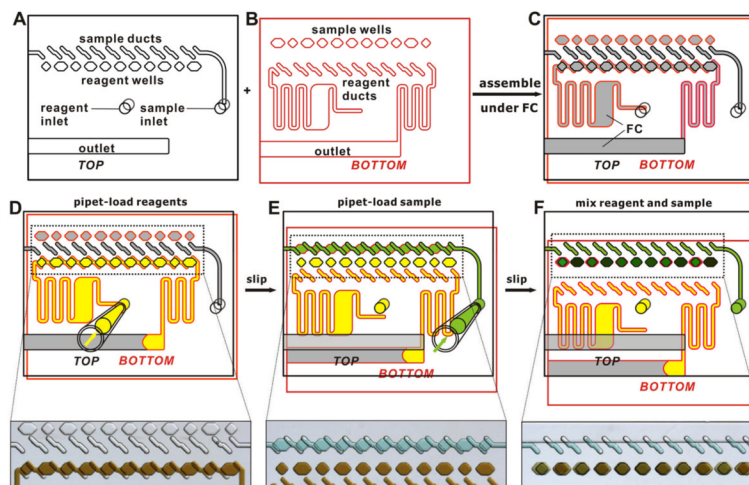 A
sample ducts
reagent wells
reagent
inlet
sample
inlet
outlet
TOP
+
B
sample wells
reagent
ducts
outlet
BOTTOM
assemble
under FC
C
FC
TOP
BOTTOM
D
pipet-load reagents
TOP
BOTTOM
slip
E
pipet-load sample
TOP
BOTTOM
slip
F
mix reagent and sample
TOP
BOTTOM